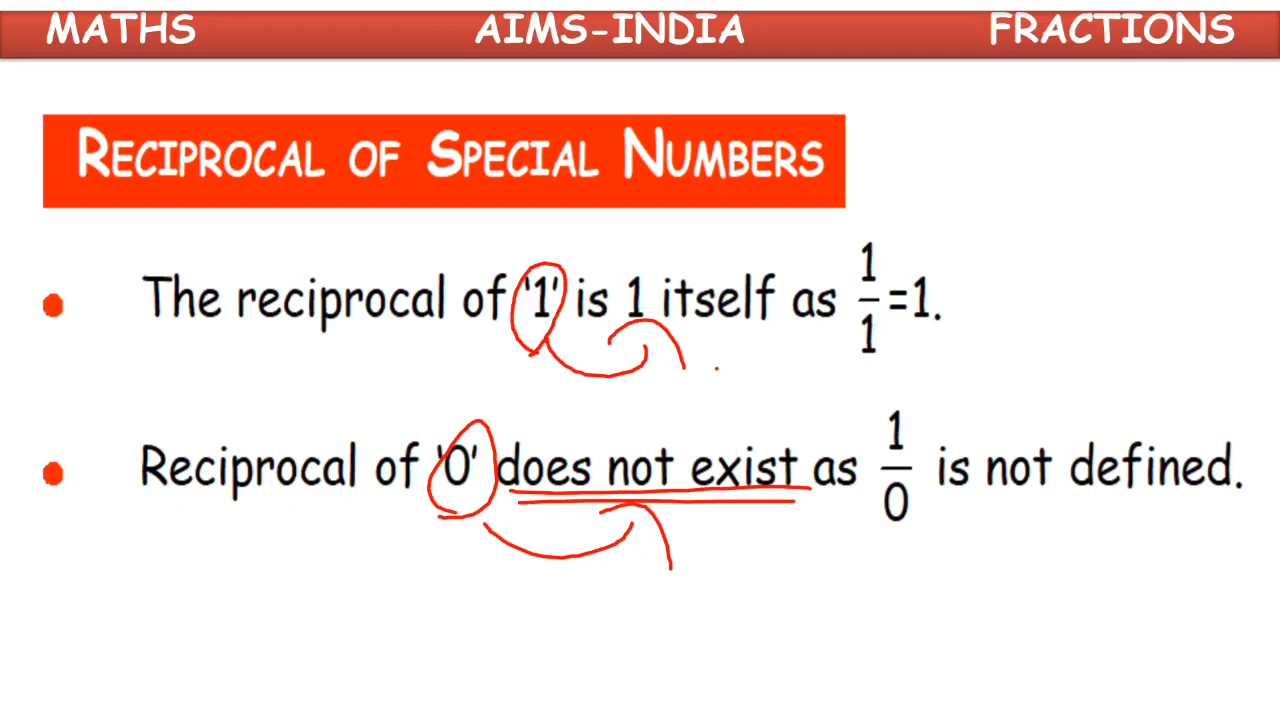 MATHS AIMS-INDIA FRACTIONS
RECIPROCAL OF SPECIAL NUMBERS
The reciprocal of '1' is 1 itself as 1/1=1.
Reciprocal of '0' does not exist as 1/0 is not defined.